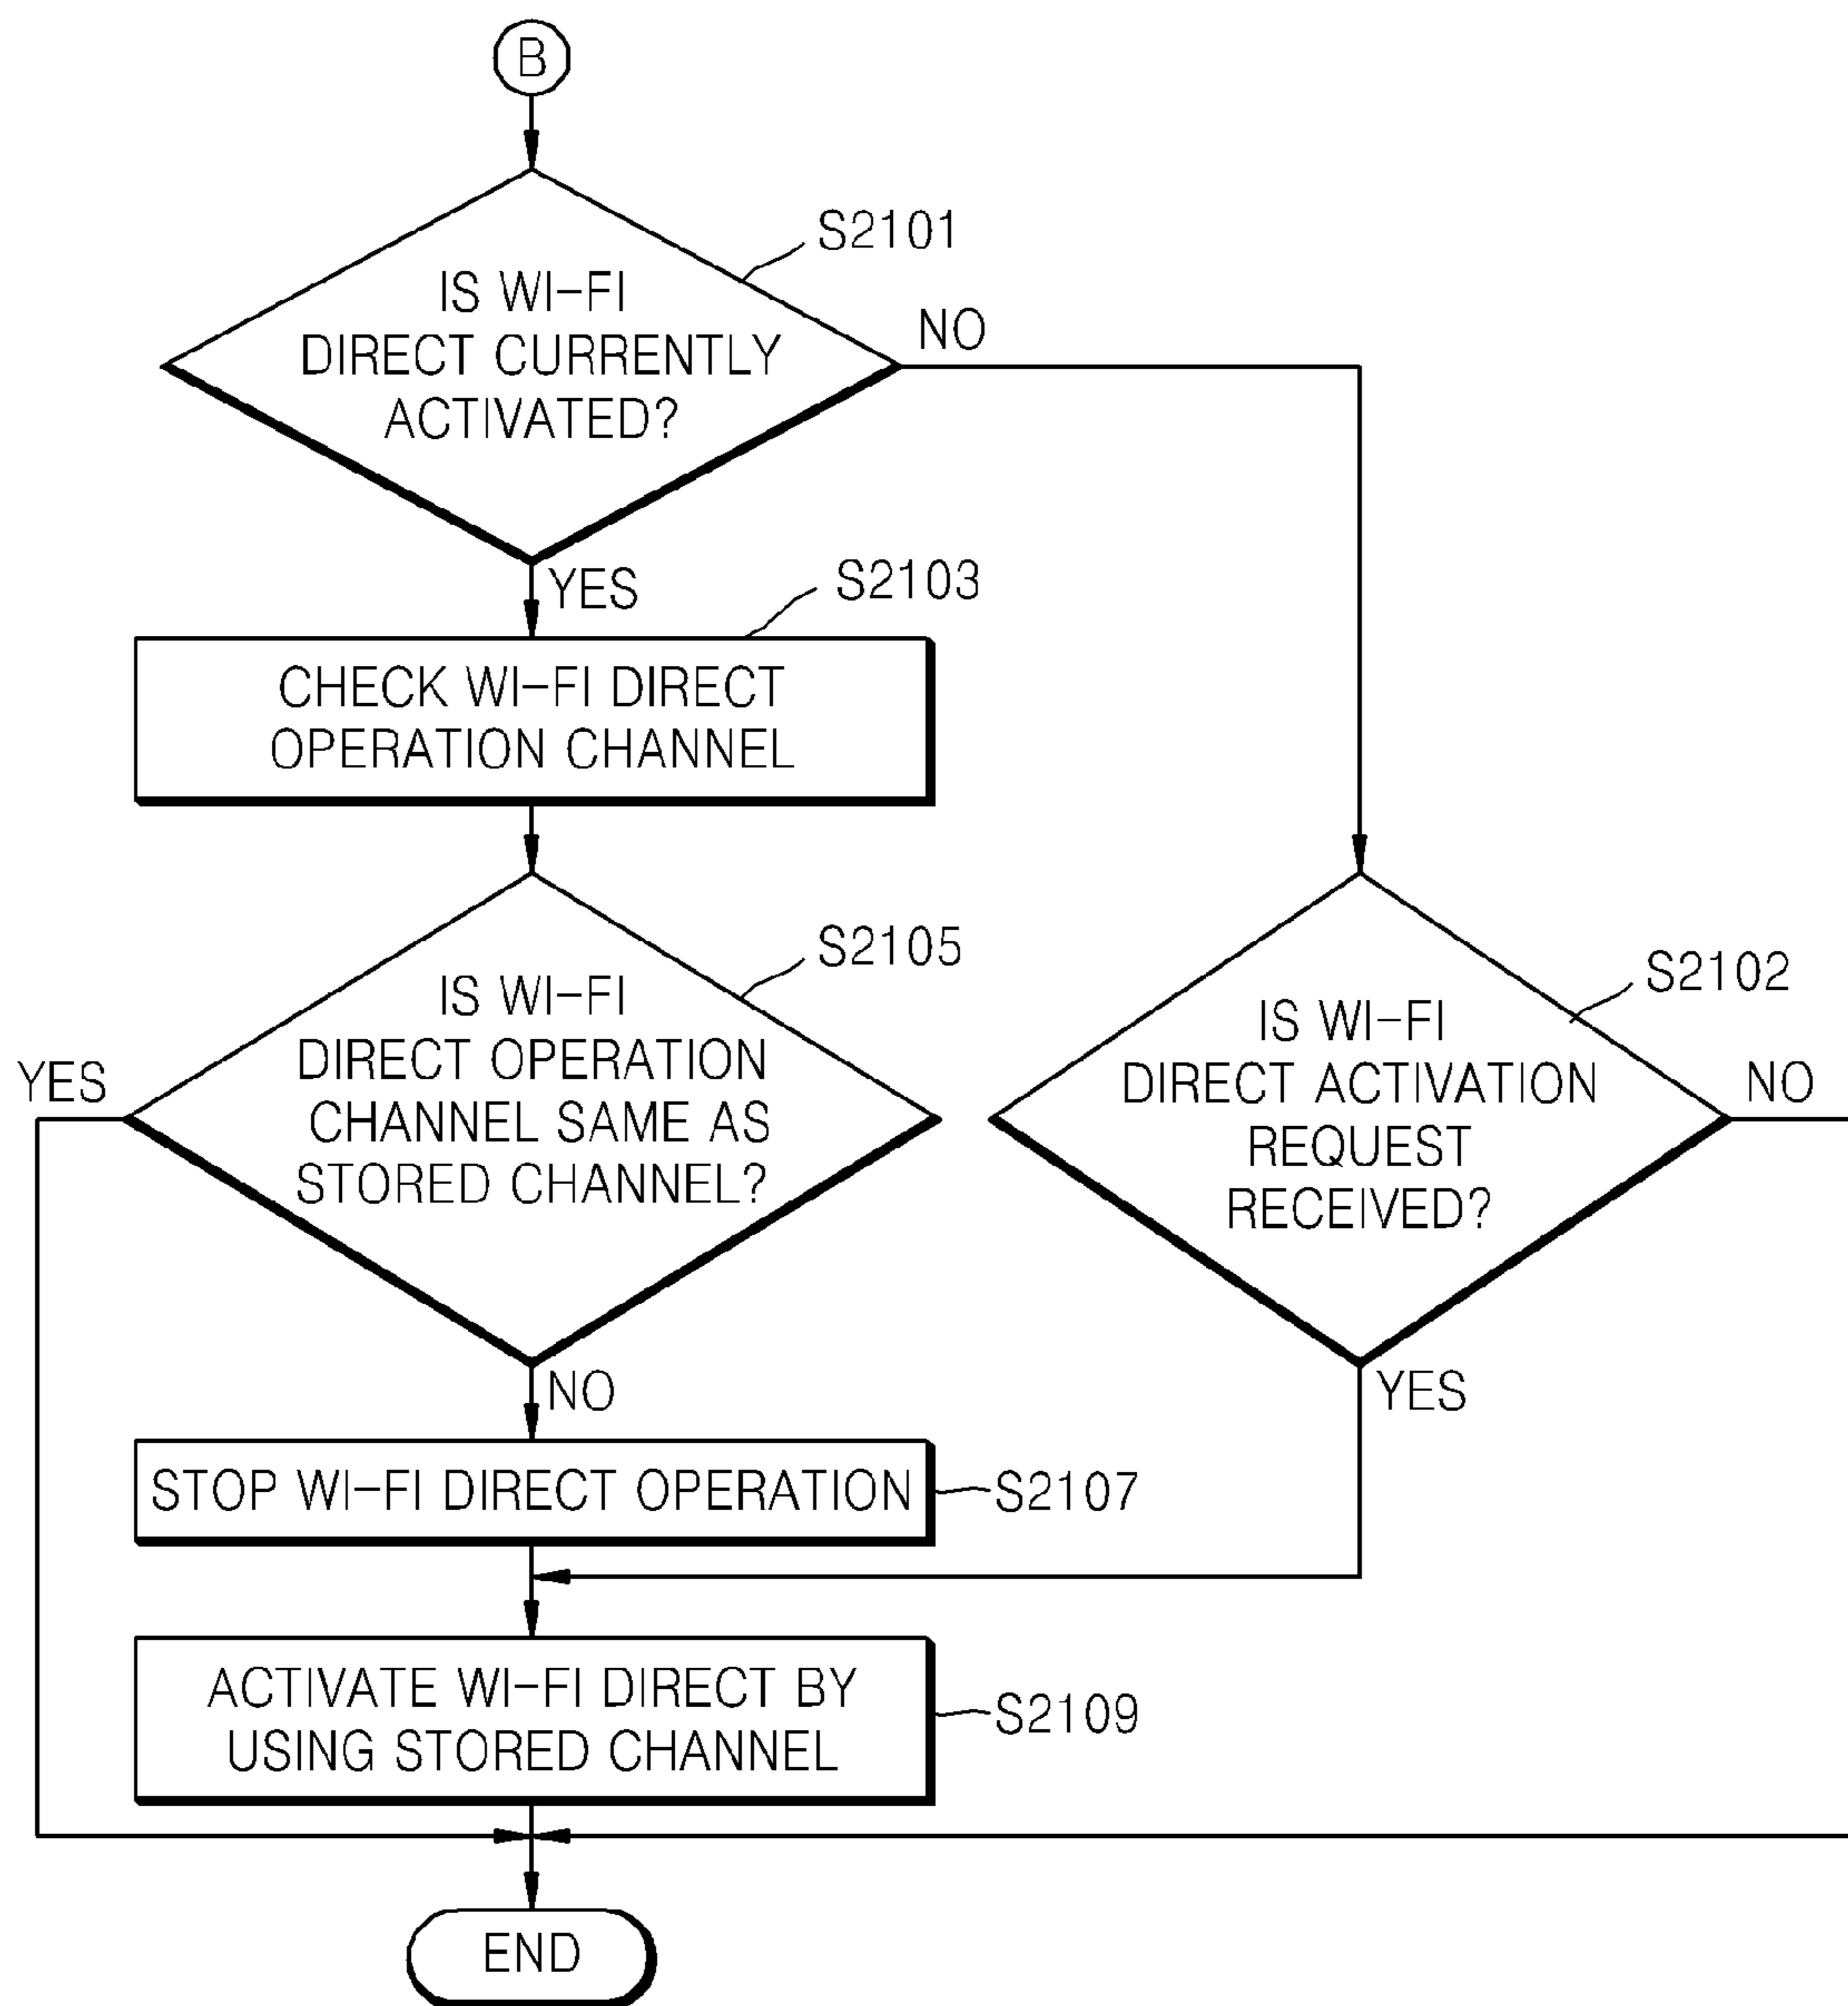 B
S2101
IS WI-FI
DIRECT CURRENTLY
ACTIVATED?
NO
YES
S2103
CHECK WI-FI DIRECT
OPERATION CHANNEL
S2105
IS WI-FI
DIRECT OPERATION
CHANNEL SAME AS
STORED CHANNEL?
YES
NO
S2102
IS WI-FI
DIRECT ACTIVATION
REQUEST
RECEIVED?
NO
YES
STOP WI-FI DIRECT OPERATION
S2107
ACTIVATE WI-FI DIRECT BY
USING STORED CHANNEL
S2109
END